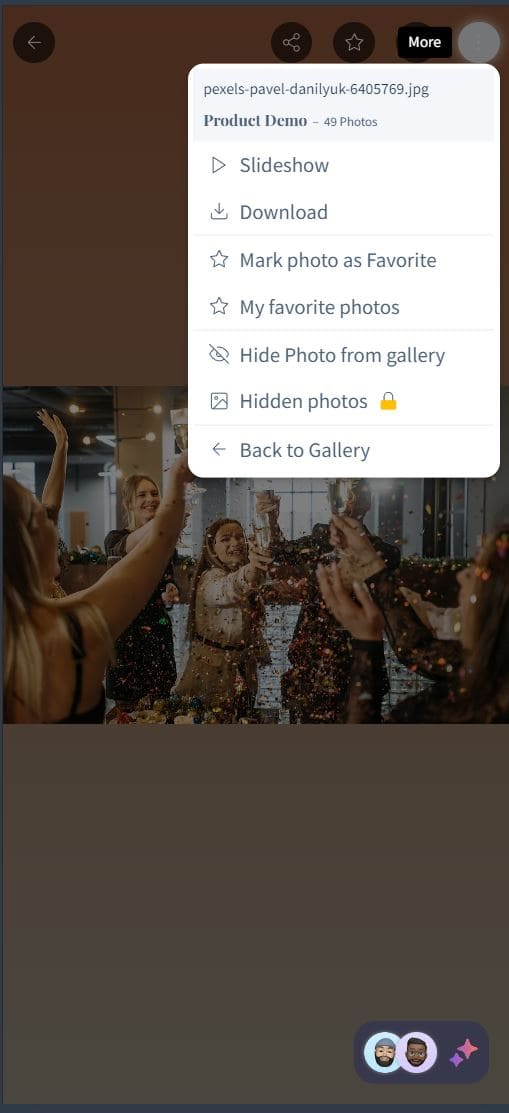 More
pexels-pavel-danilyuk-6405769.jpg
Product Demo – 49 Photos
Slideshow
Download
Mark photo as Favorite
My favorite photos
Hide Photo from gallery
Hidden photos
Back to Gallery